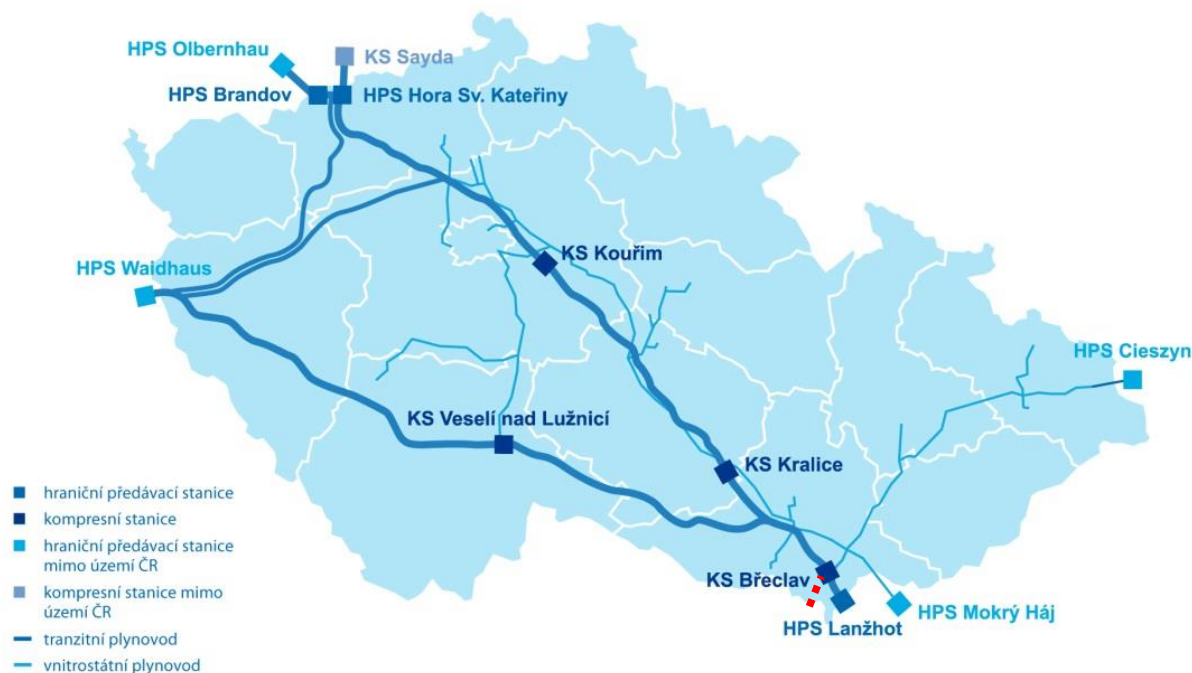 HPS Olbernhau
KS Sayda
HPS Brandov
HPS Hora Sv. Kateřiny
KS Kouřim
HPS Waidhaus
HPS Cieszyn
KS Veselí nad Lužnicí
KS Kralice
KS Břeclav
HPS Mokrý Háj
HPS Lanžhot
hraniční předávací stanice
kompresní stanice
hraniční předávací stanice
mimo území ČR
kompresní stanice mimo
území ČR
tranzitní plynovod
vnitrostátní plynovod